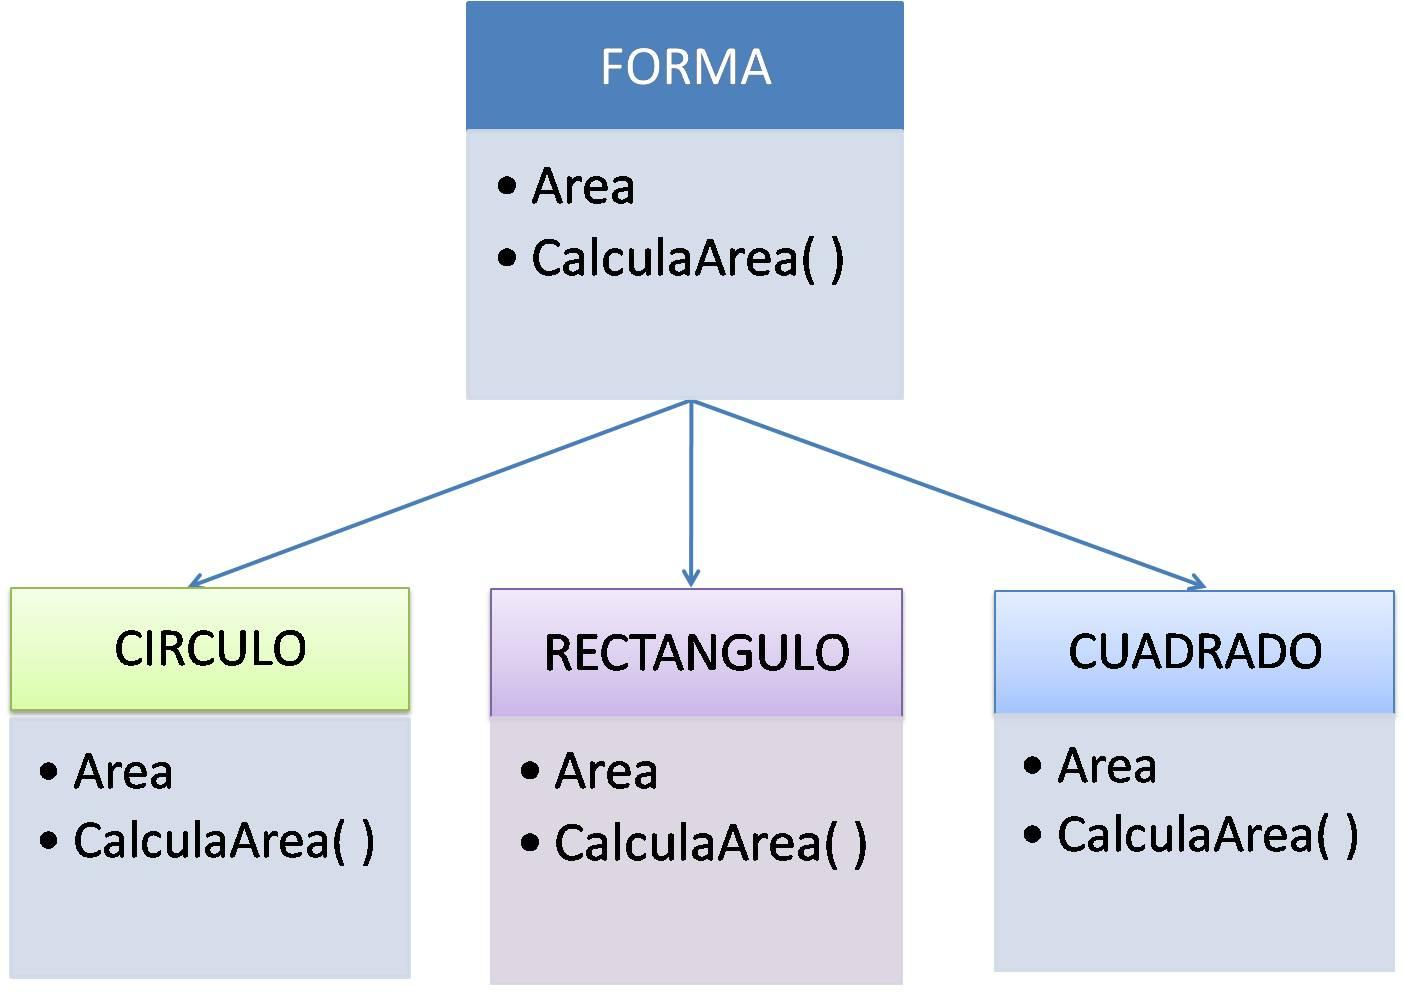 FORMA
• Area
• CalculaArea( )
CIRCULO
• Area
• CalculaArea( )
RECTANGULO
• Area
• CalculaArea( )
CUADRADO
• Area
• CalculaArea( )